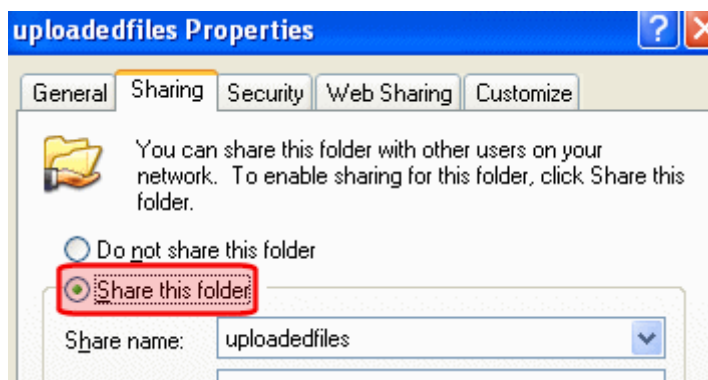 uploadedfiles Properties
General Sharing Security Web Sharing Customize
You can share this folder with other users on your
network. To enable sharing for this folder, click Share this
folder.
Do not share this folder
Share this folder
Share name: uploadedfiles